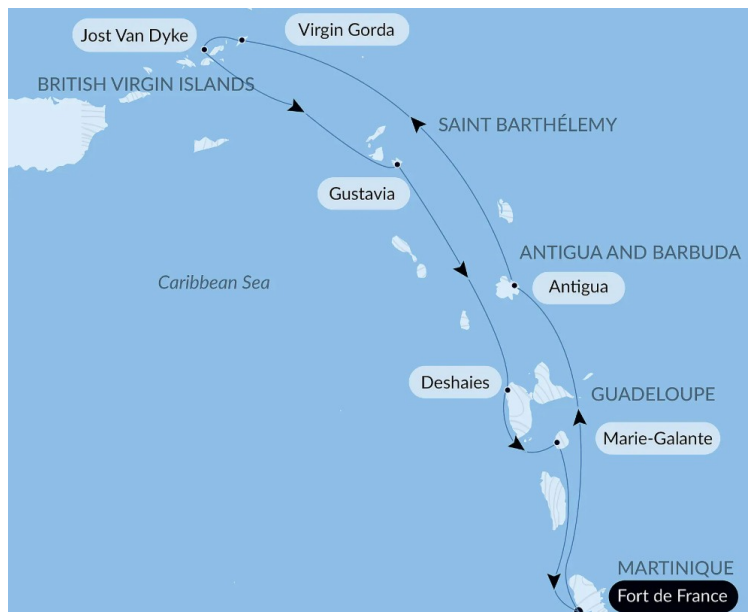 Jost Van Dyke
Virgin Gorda
BRITISH VIRGIN ISLANDS
SAINT BARTHÉLEMY
Gustavia
ANTIGUA AND BARBUDA
Caribbean Sea
Antigua
Deshaies
GUADELOUPE
Marie-Galante
MARTINIQUE
Fort de France